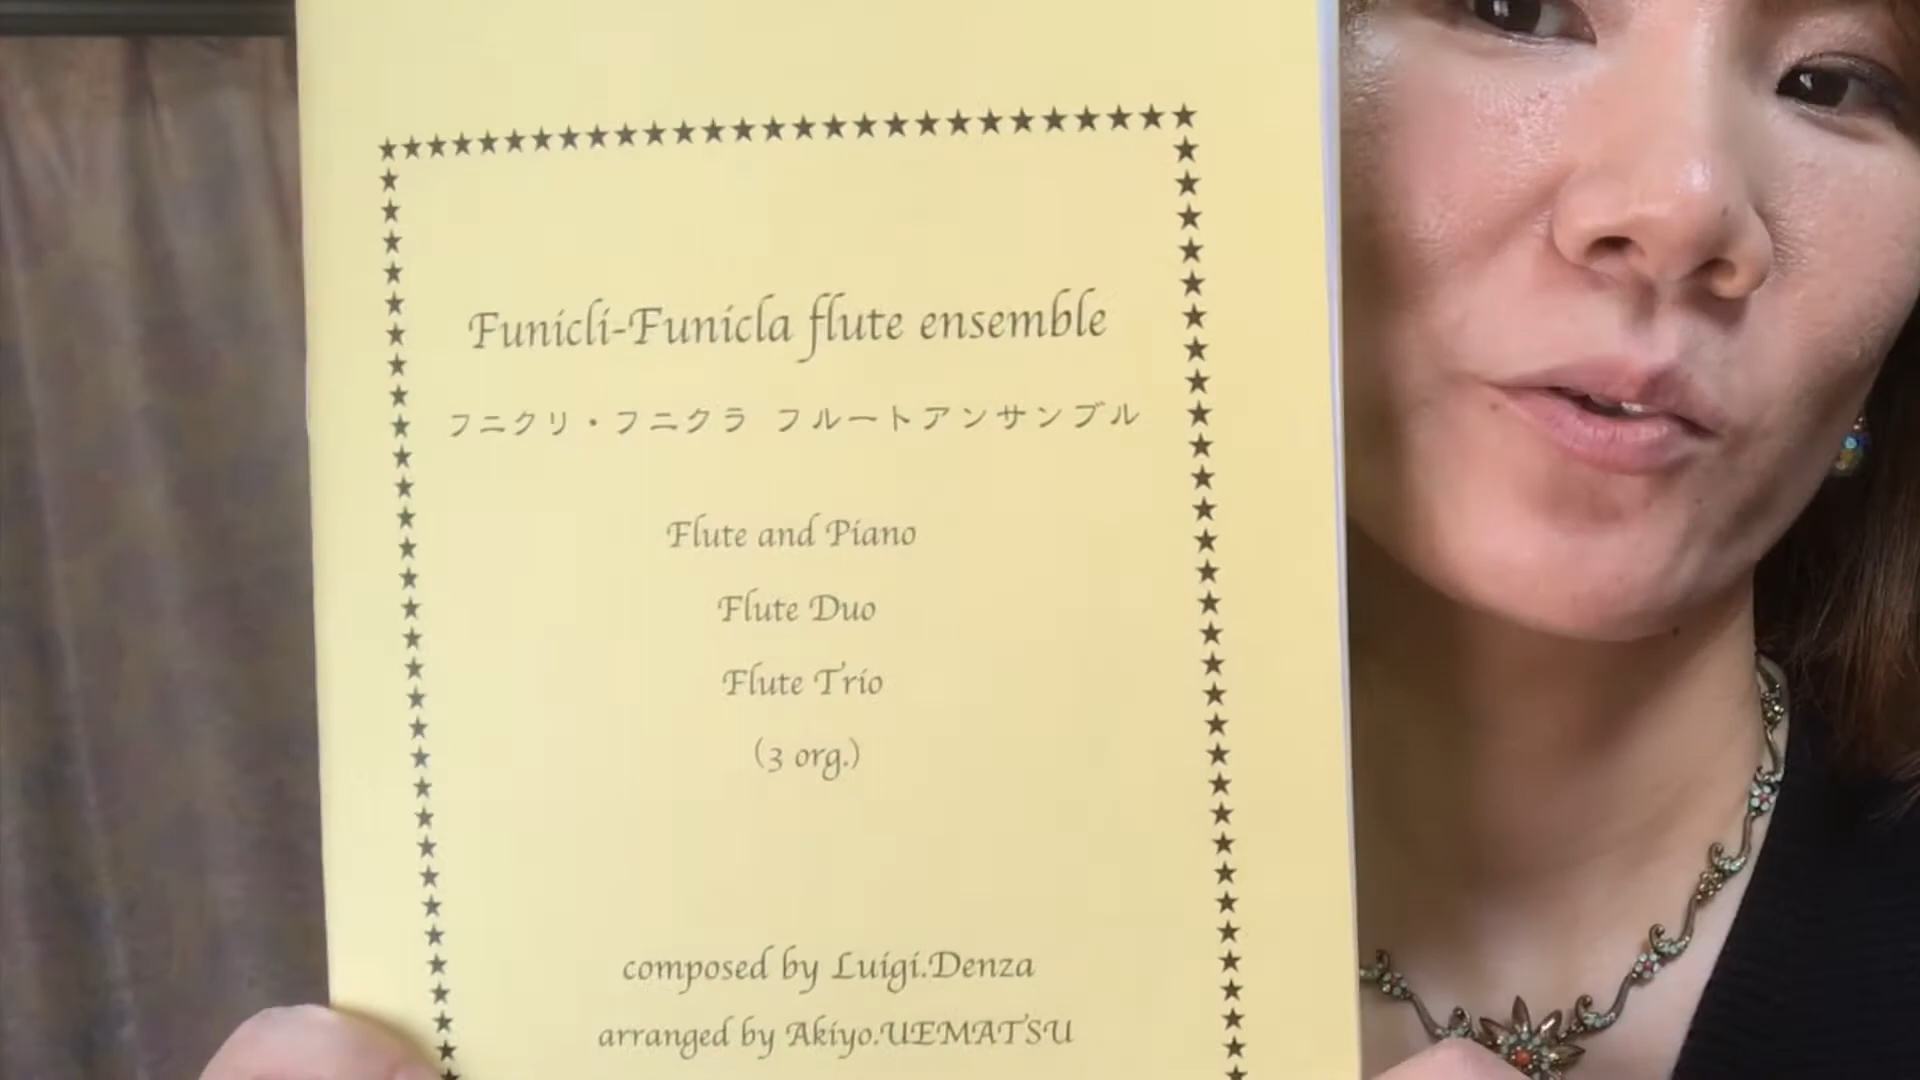 Funiclí-Funicla flute ensemble
フニクリ・フニクラ フルートアンサンブル
Flute and Piano
Flute Duo
Flute Trio
(3 org.)
composed by Luigi.Denza
arranged by Akiyo.UEMATSU